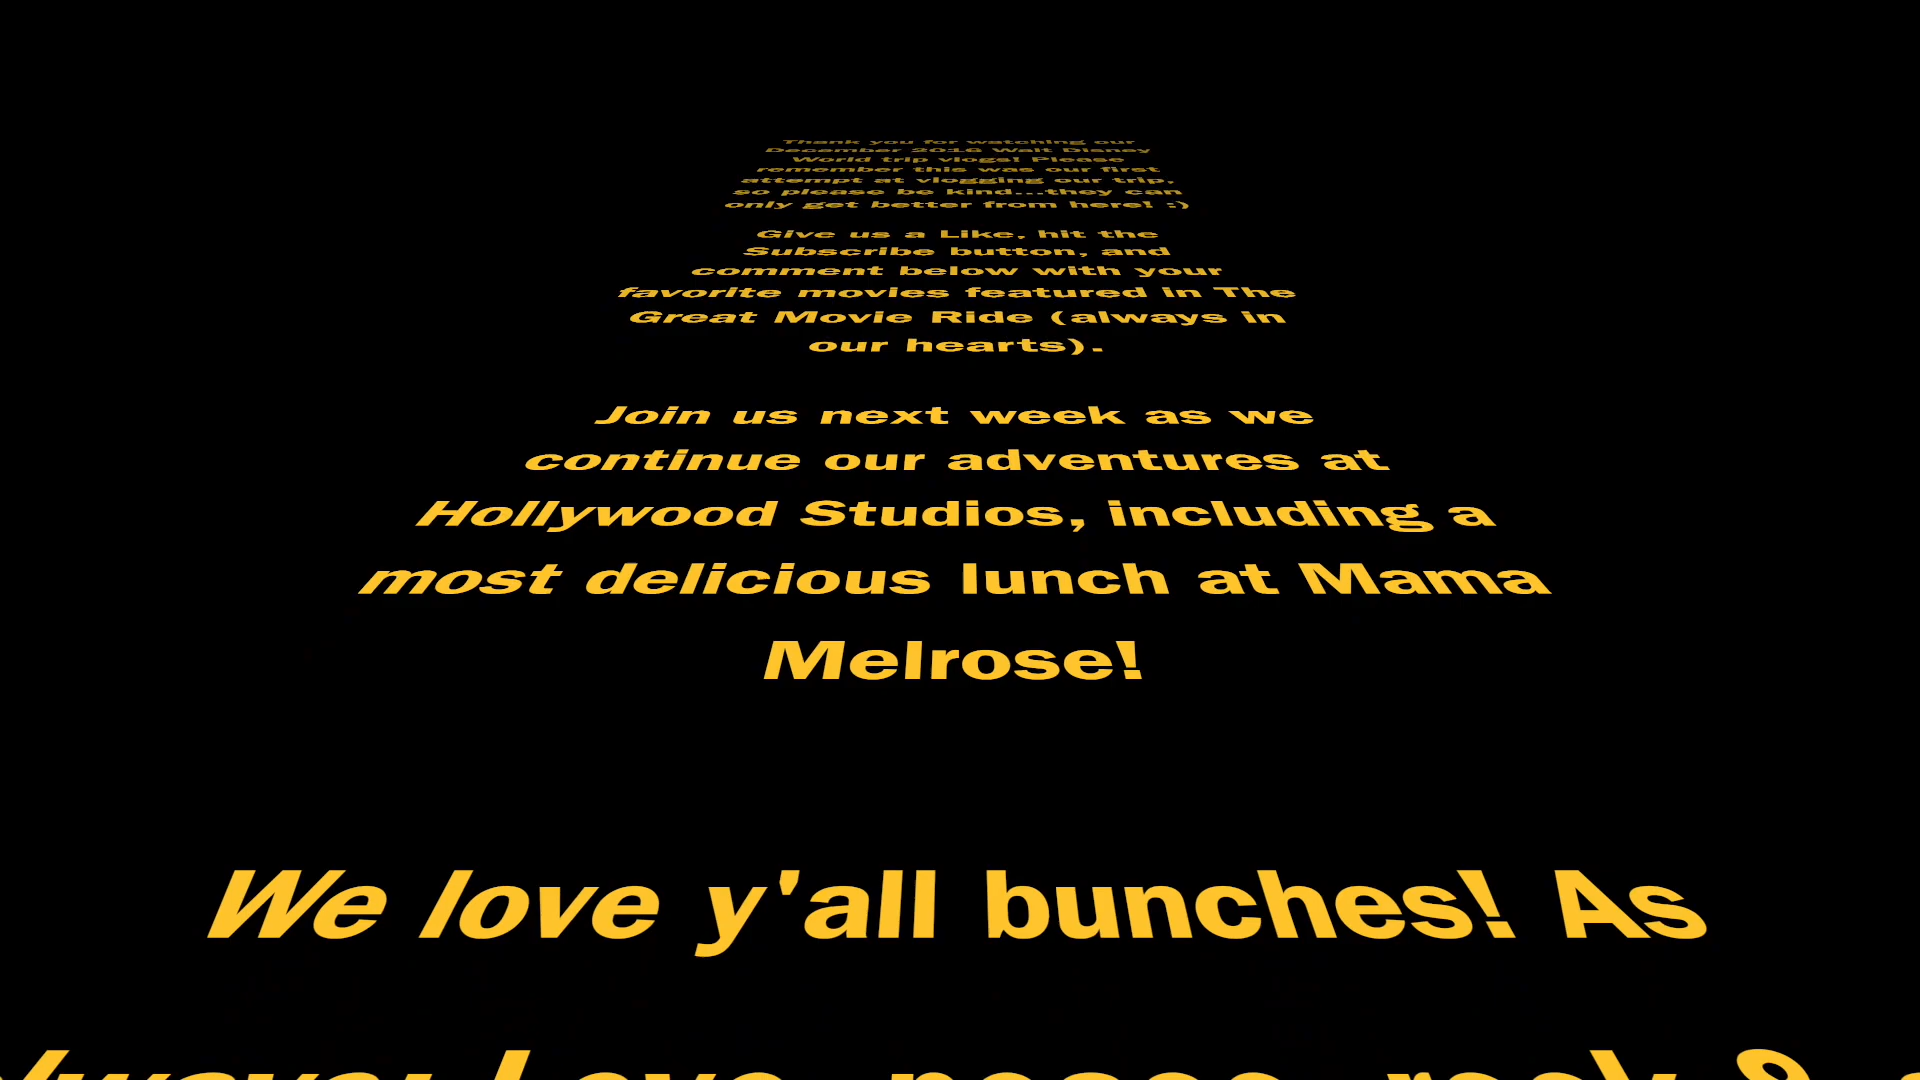 Thank you for watching our
December 2016 Walt Disney
World trip vlogs! Please
remember this was our first
attempt at vlogging our trip,
so please be kind...they can
only get better from here! :)
Give us a Like, hit the
Subscribe button, and
comment below with your
favorite movies featured in The
Great Movie Ride (always in
our hearts).
Join us next week as we
continue our adventures at
Hollywood Studios, including a
most delicious lunch at Mama
Melrose!
We love y'all bunches! As
Love, peace,